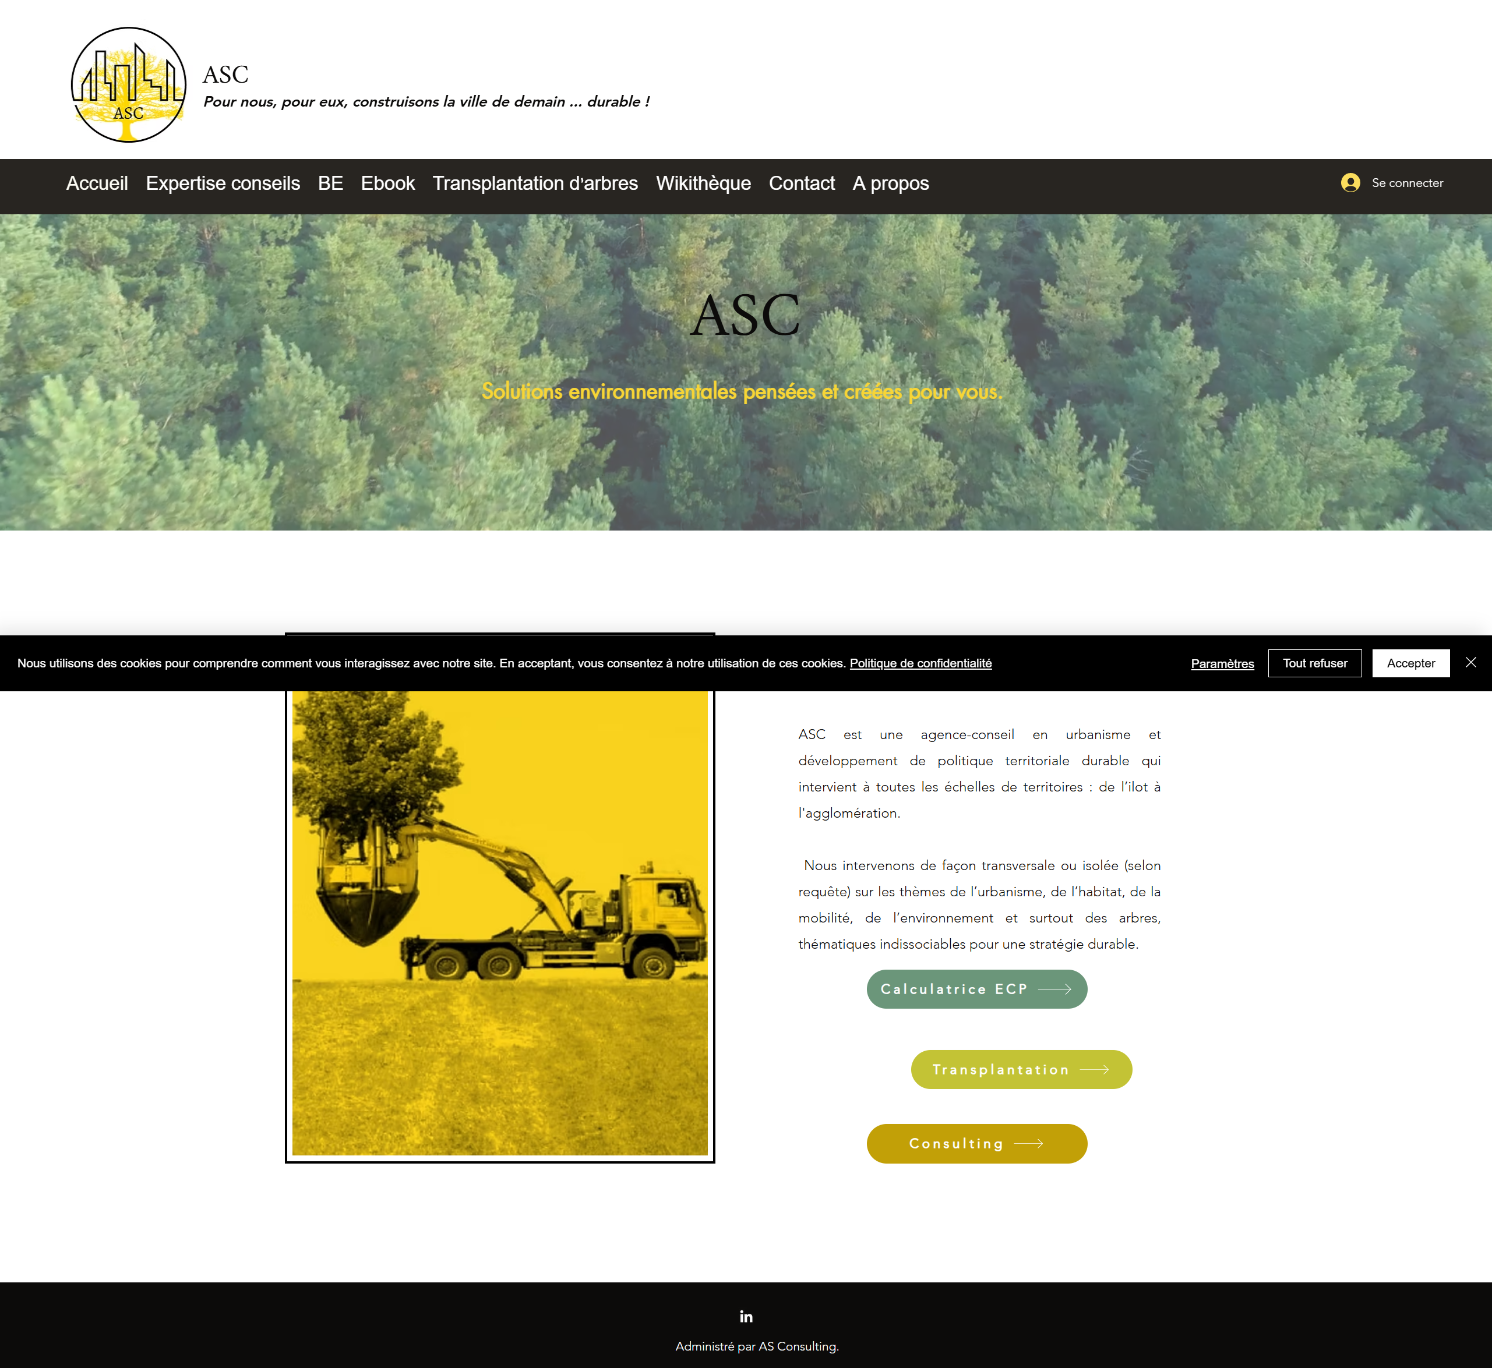 ASC
ASC
Pour nous, pour eux, construisons la ville de demain ... durable !
Accueil Expertise conseils BE Ebook Transplantation d'arbres Wikithèque Contact A propos
Se connecter
ASC
Solutions environnementales pensées et créées pour vous.
Nous utilisons des cookies pour comprendre comment vous interagissez avec notre site. En acceptant, vous consentez à notre utilisation de ces cookies. Politique de confidentialité
Paramètres
Tout refuser
Accepter
ASC est une agence-conseil en urbanisme et
développement de politique territoriale durable qui
intervient à toutes les échelles de territoires : de l'ilot à
l'agglomération.
Nous intervenons de façon transversale ou isolée (selon
requête) sur les thèmes de l'urbanisme, de l'habitat, de la
mobilité, de l'environnement et surtout des arbres,
thématiques indissociables pour une stratégie durable.
Calculatrice ECP
Transplantation
Consulting
in
Administré par AS Consulting.